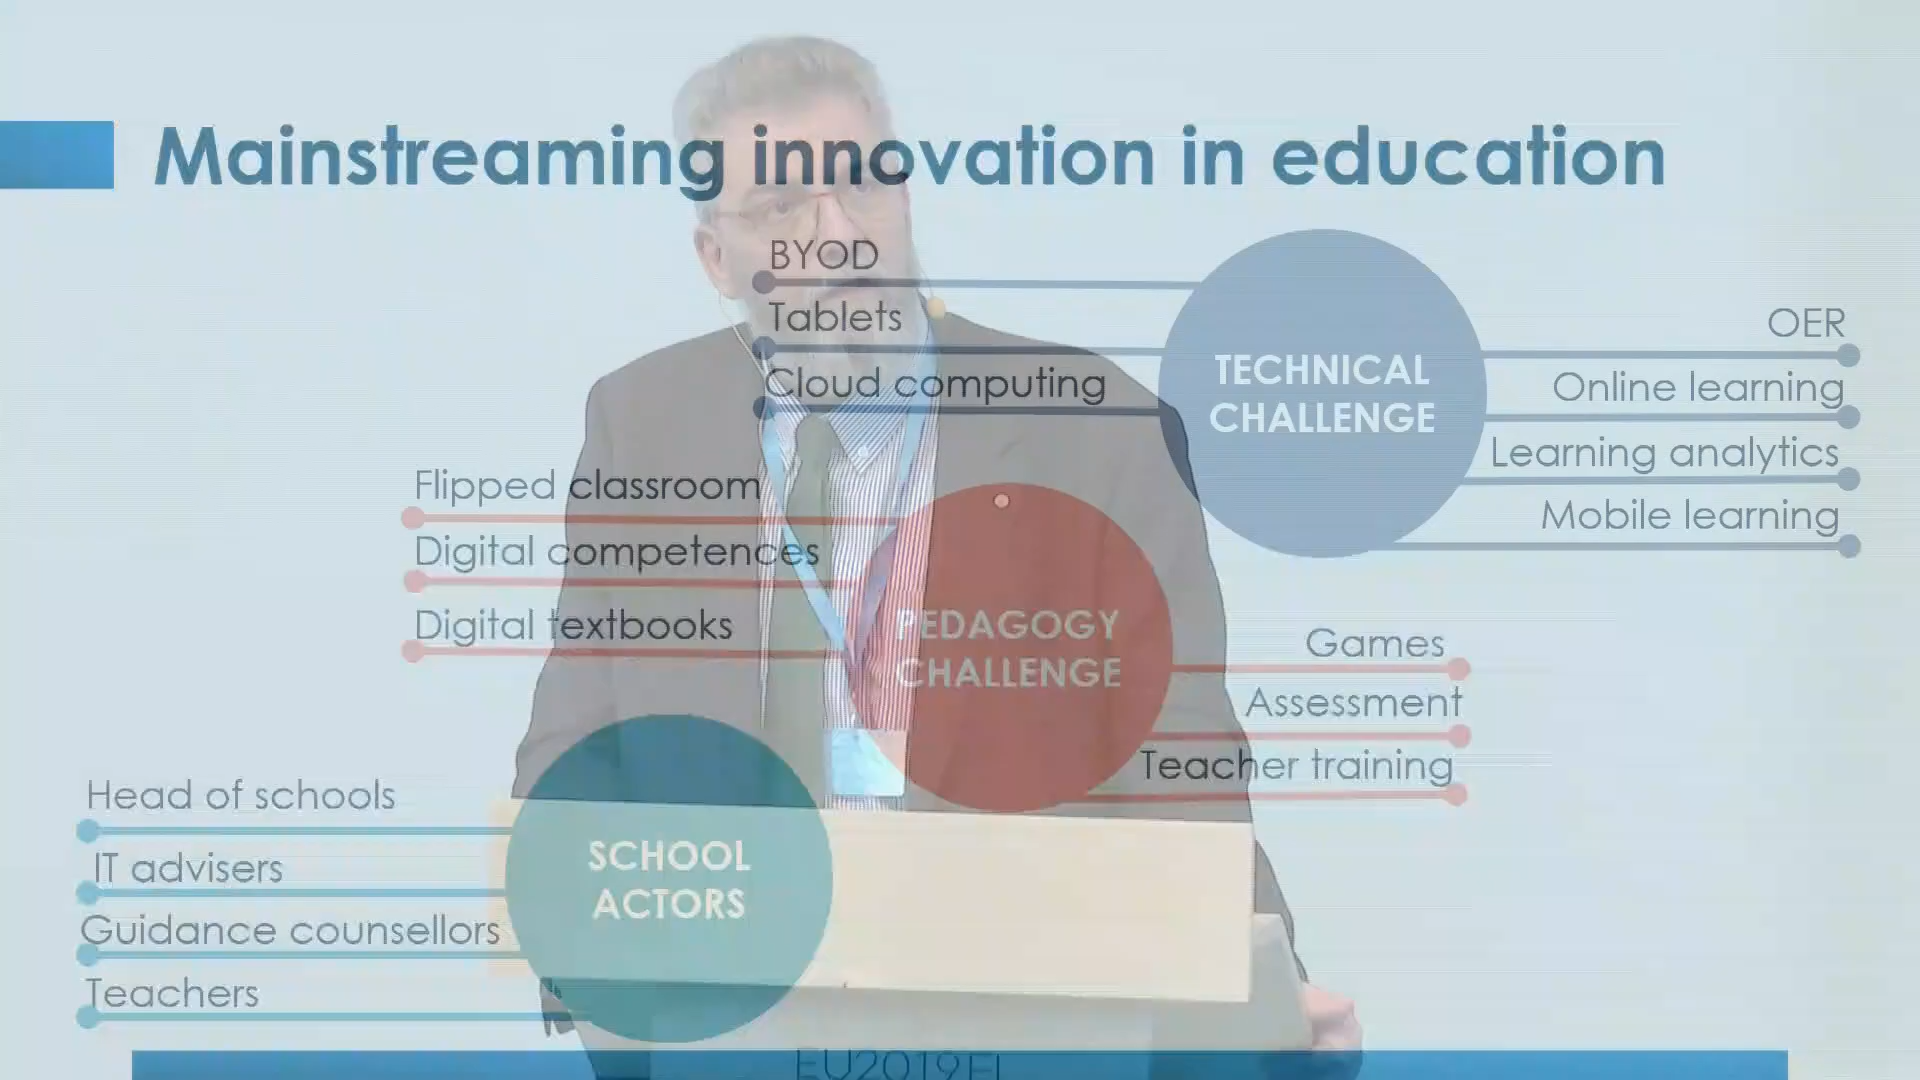 Mainstreaming innovation in education
BYOD
Tablets
Cloud computing
TECHNICAL
CHALLENGE
OER
Online learning
Learning analytics
Mobile learning
Flipped classroom
Digital competences
Digital textbooks
PEDAGOGY
CHALLENGE
Games
Assessment
Teacher training
Head of schools
IT advisers
Guidance counsellors
Teachers
SCHOOL
ACTORS
EU2019FI